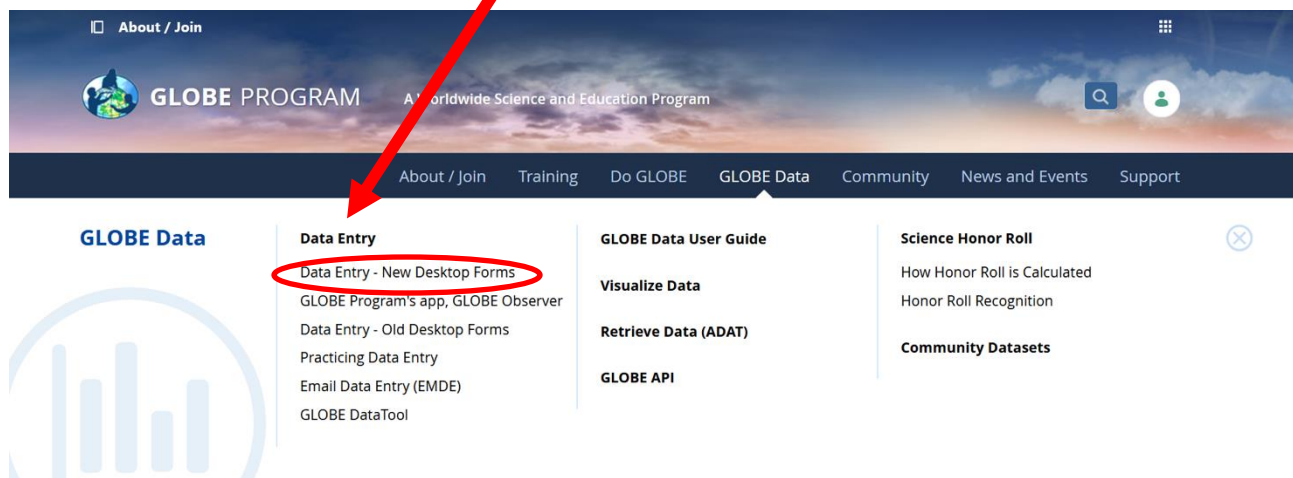 About / Join
GLOBE PROGRAM A Worldwide Science and Education Program
About / Join Training Do GLOBE GLOBE Data Community News and Events Support
GLOBE Data
Data Entry
Data Entry - New Desktop Forms
GLOBE Program's app, GLOBE Observer
Data Entry - Old Desktop Forms
Practicing Data Entry
Email Data Entry (EMDE)
GLOBE DataTool
GLOBE Data User Guide
Visualize Data
Retrieve Data (ADAT)
GLOBE API
Science Honor Roll
How Honor Roll is Calculated
Honor Roll Recognition
Community Datasets